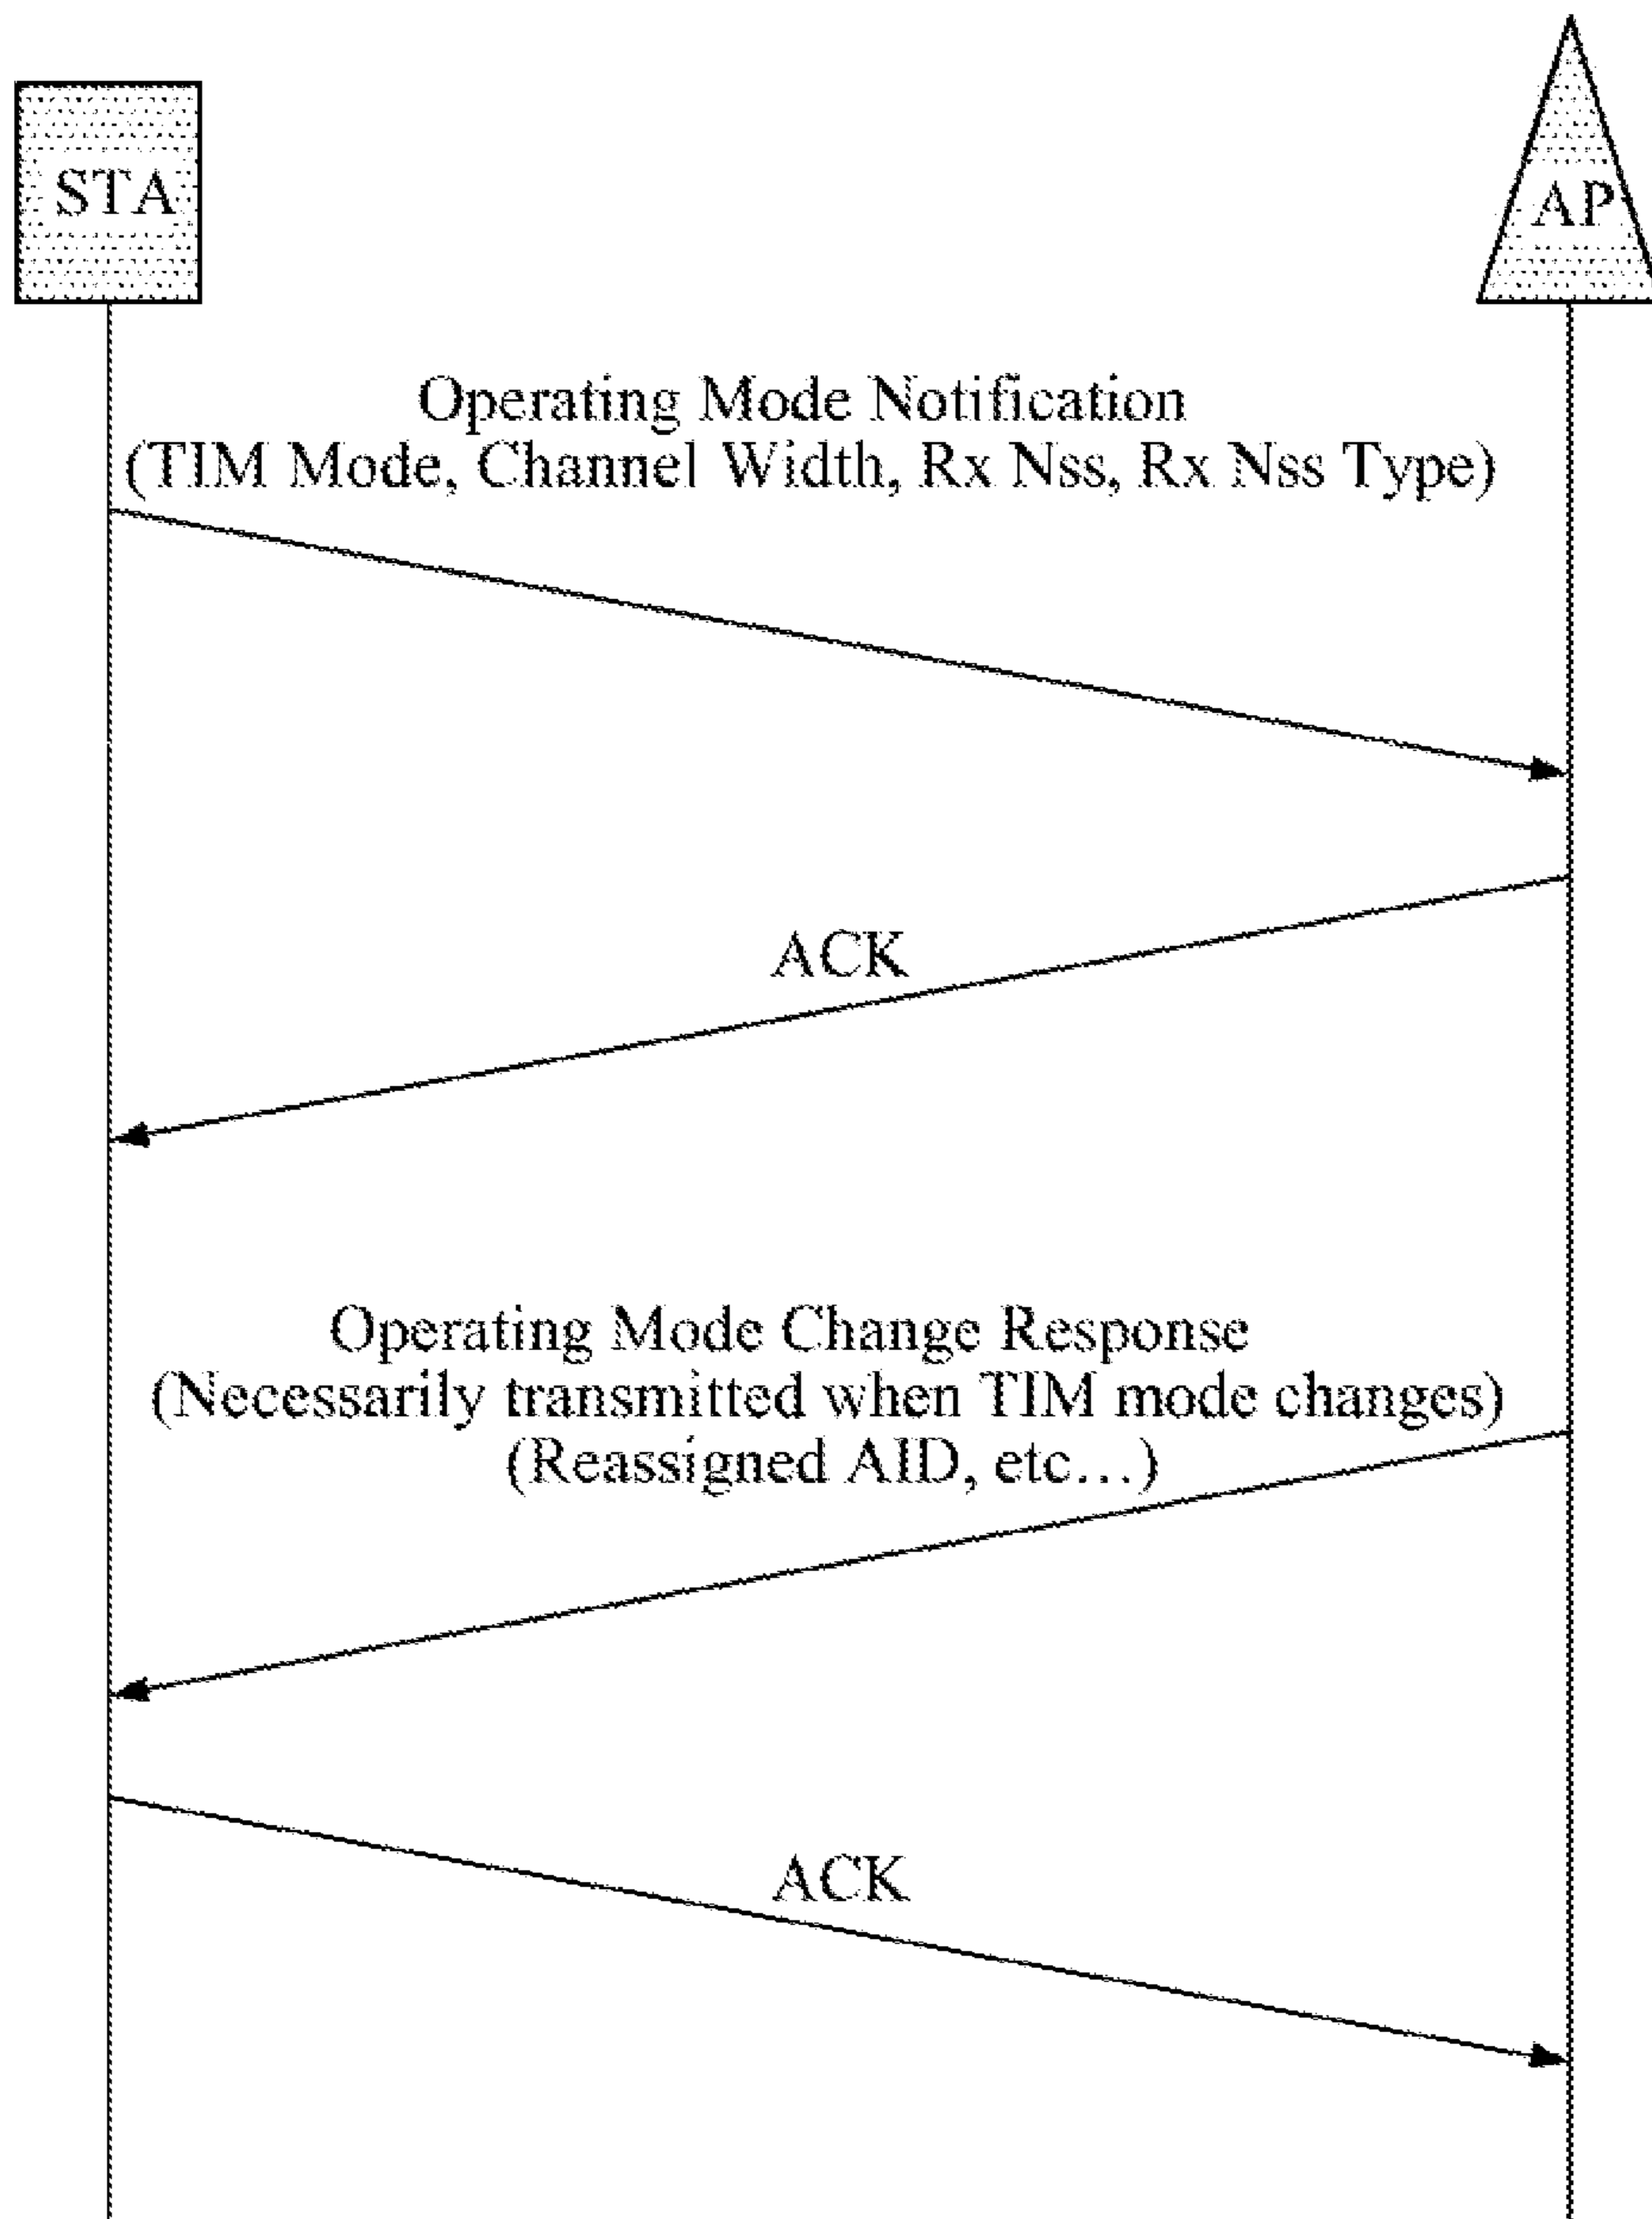 STA
AP
Operating Mode Notification
(TIM Mode, Channel Width, Rx Nss, Rx Nss Type)
ACK
Operating Mode Change Response
(Necessarily transmitted when TIM mode changes)
(Reassigned AID, etc…)
ACK